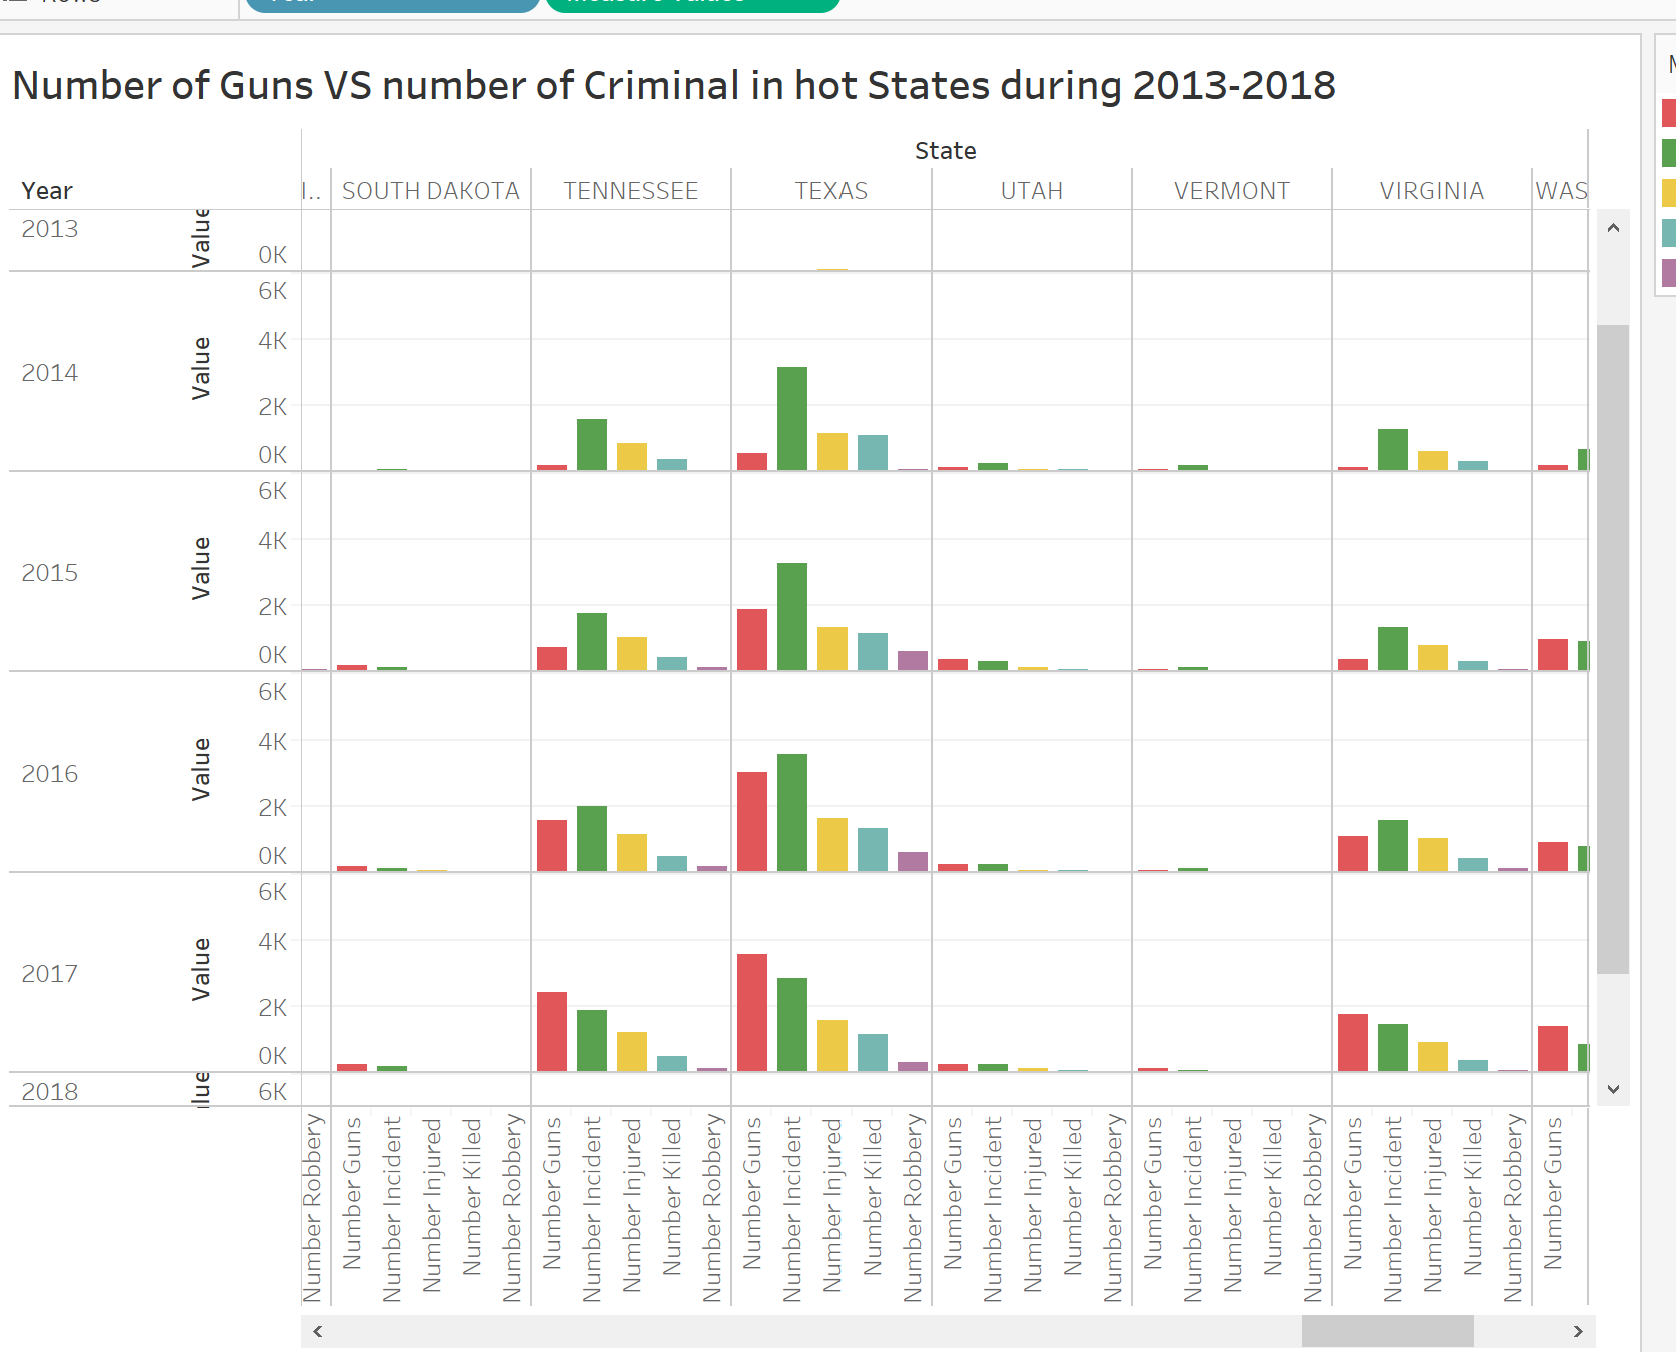 Number of Guns VS number of Criminal in hot States during 2013-2018
State
Year I.. SOUTH DAKOTA TENNESSEE TEXAS UTAH VERMONT VIRGINIA WAS
2013 Value 0K
6K
4K
2014 Value
2K
0K
6K
4K
2015 Value
2K
0K
6K
4K
2016 Value
2K
0K
6K
4K
2017 Value
2K
0K
2018 6K
Number Robbery
Number Guns
Number Incident
Number Injured
Number Killed
Number Robbery
Number Guns
Number Incident
Number Injured
Number Killed
Number Robbery
Number Guns
Number Incident
Number Injured
Number Killed
Number Robbery
Number Guns
Number Incident
Number Injured
Number Killed
Number Robbery
Number Guns
Number Incident
Number Injured
Number Killed
Number Robbery
Number Guns
Number Incident
Number Injured
Number Killed
Number Robbery
Number Guns